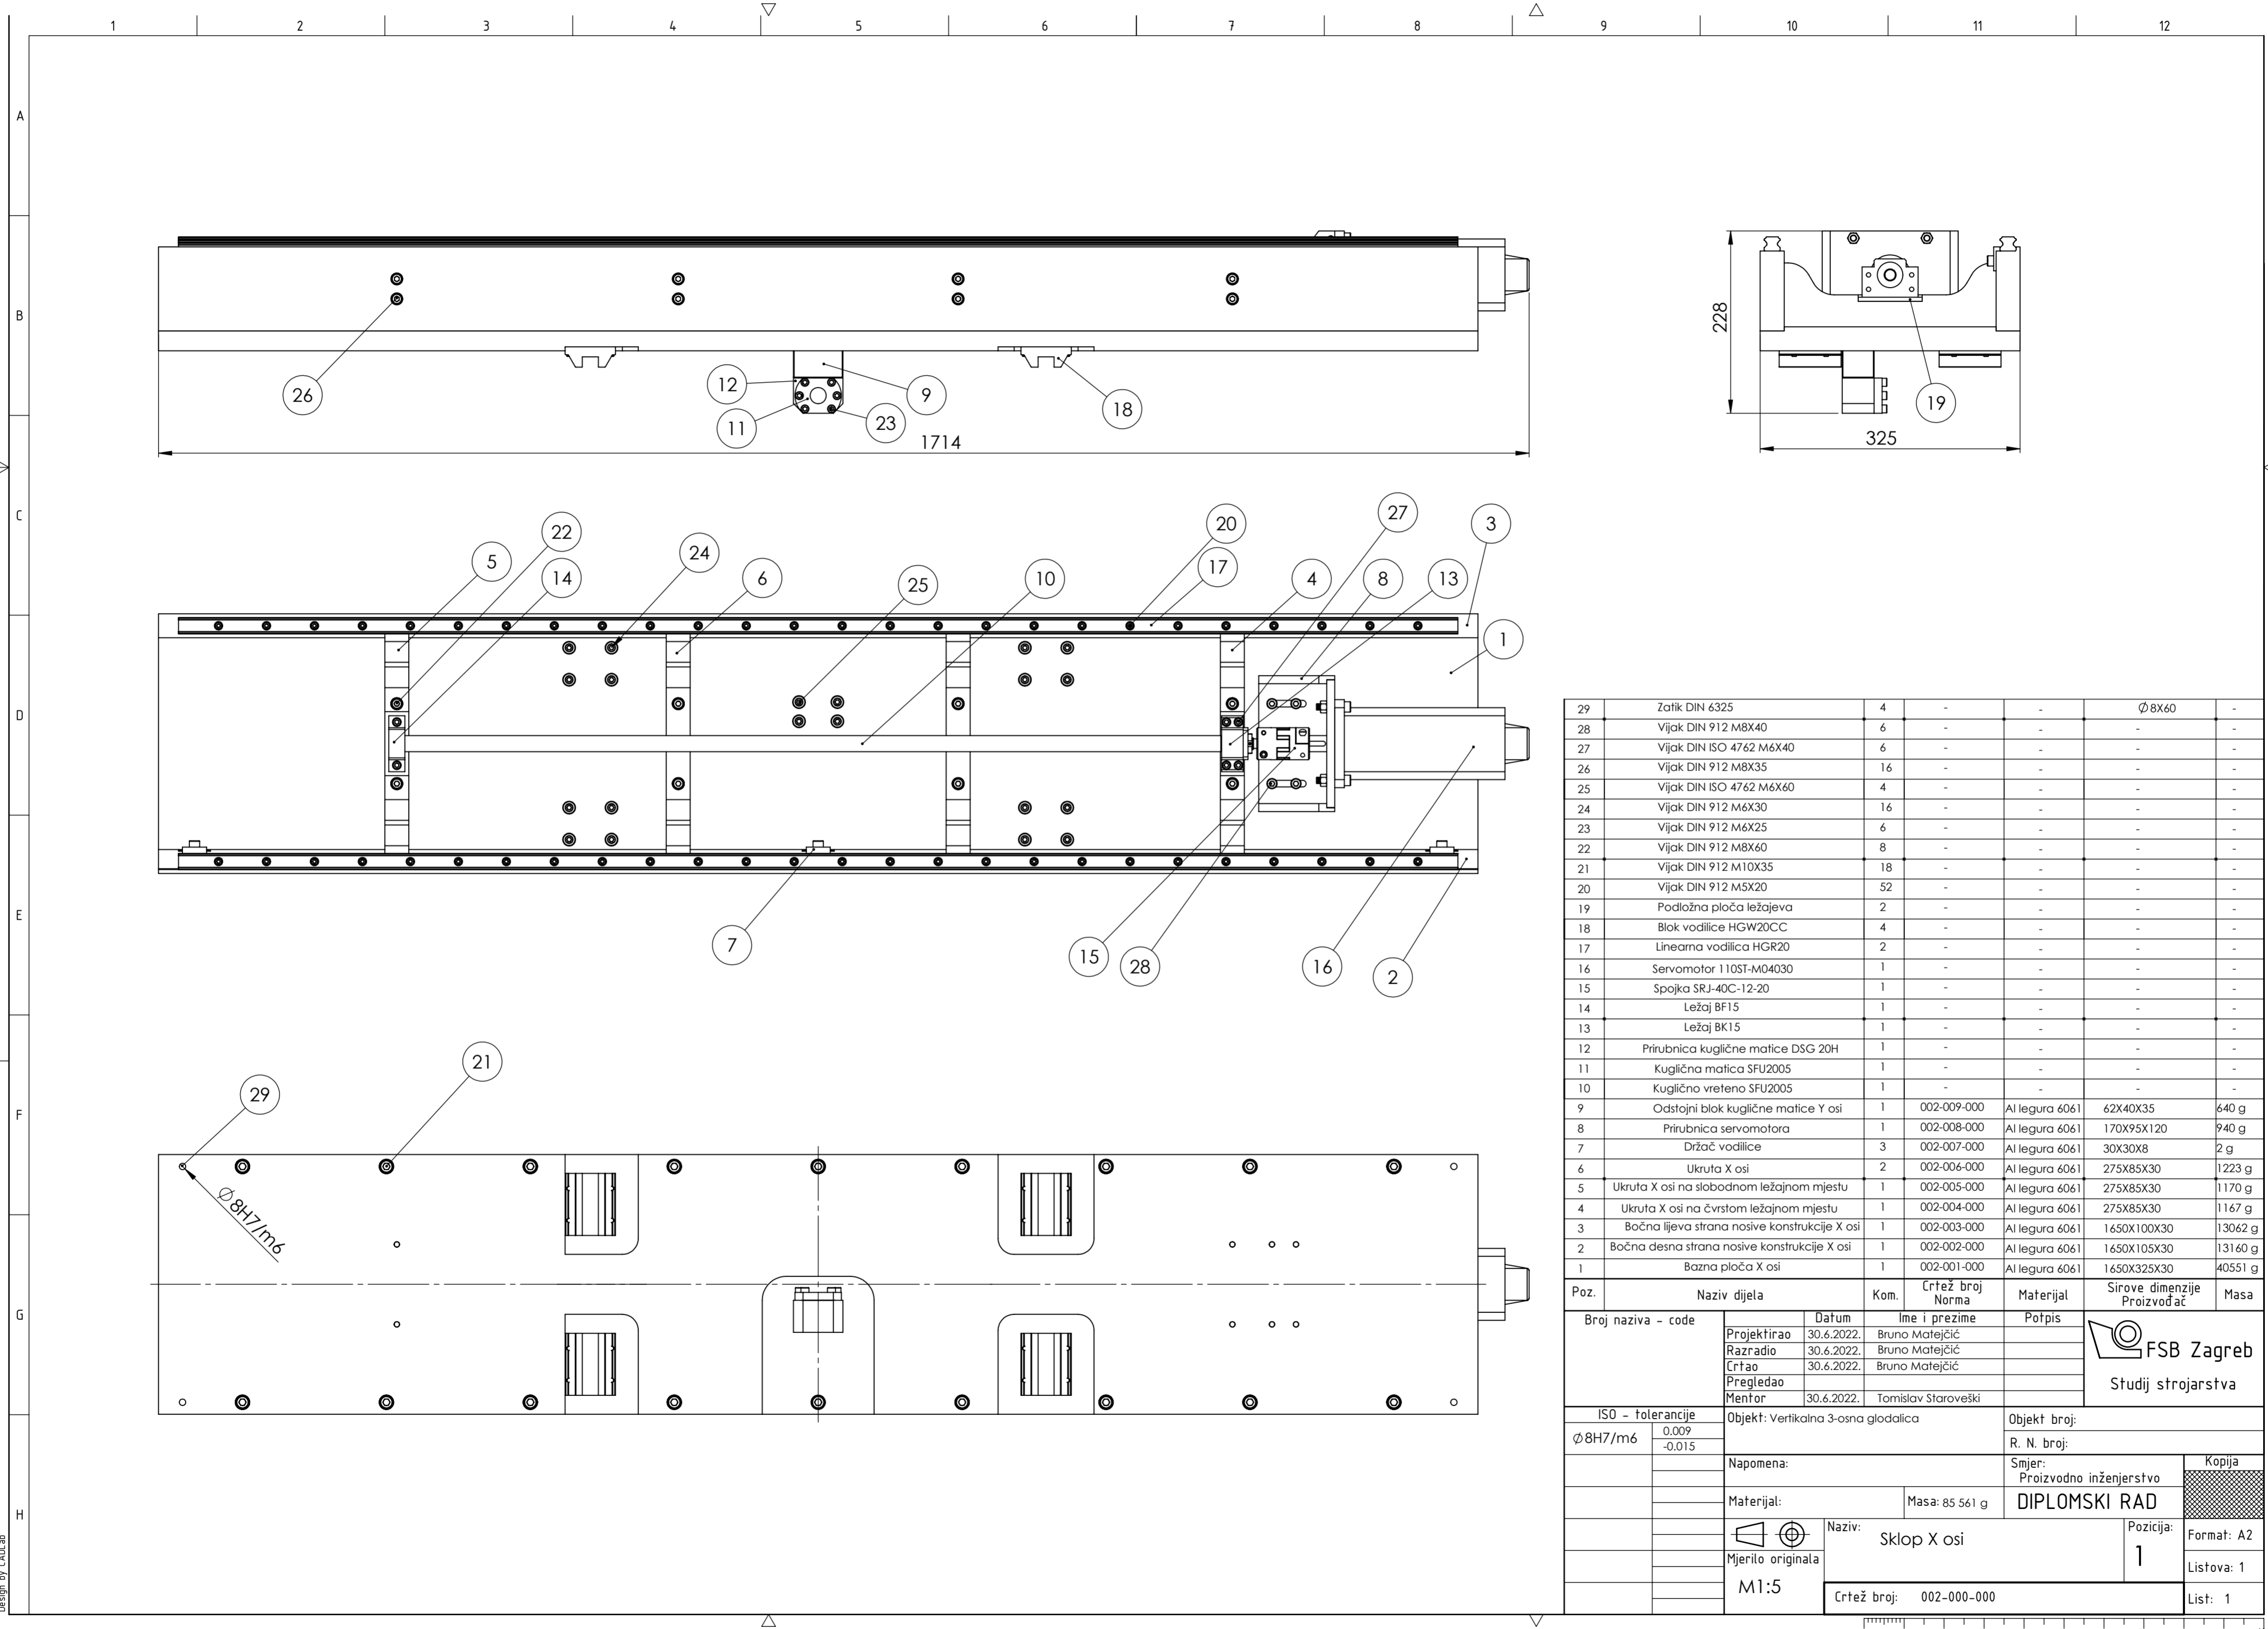 1 2 3 4 5 6 7 8 9 10 11 12
A
B
C
D
E
F
G
H
26
12
11
9
23
18
1714
228
325
19
27
20
3
22
24
5
14
6
25
10
17
4
8
13
1
7
15
28
16
2
21
29
Ø8H7/m6
29 Zatik DIN 6325 4 - - Ø8X60 -
28 Vijak DIN 912 M8X40 6 - - - -
27 Vijak DIN ISO 4762 M6X40 6 - - - -
26 Vijak DIN 912 M8X35 16 - - - -
25 Vijak DIN ISO 4762 M6X60 4 - - - -
24 Vijak DIN 912 M6X30 16 - - - -
23 Vijak DIN 912 M6X25 6 - - - -
22 Vijak DIN 912 M8X60 8 - - - -
21 Vijak DIN 912 M10X35 18 - - - -
20 Vijak DIN 912 M5X20 52 - - - -
19 Podložna ploča ležajeva 2 - - - -
18 Blok vodilice HGW20CC 4 - - - -
17 Linearna vodilica HGR20 2 - - - -
16 Servomotor 110ST-M04030 1 - - - -
15 Spojka SRJ-40C-12-20 1 - - - -
14 Ležaj BF15 1 - - - -
13 Ležaj BK15 1 - - - -
12 Prirubnica kuglične matice DSG 20H 1 - - - -
11 Kuglična matica SFU2005 1 - - - -
10 Kuglično vreteno SFU2005 1 - - - -
9 Odstojni blok kuglične matice Y osi 1 002-009-000 Al legura 6061 62X40X35 640 g
8 Prirubnica servomotora 1 002-008-000 Al legura 6061 170X95X120 940 g
7 Držač vodilice 3 002-007-000 Al legura 6061 30X30X8 2 g
6 Ukruta X osi 2 002-006-000 Al legura 6061 275X85X30 1223 g
5 Ukruta X osi na slobodnom ležajnom mjestu 1 002-005-000 Al legura 6061 275X85X30 1170 g
4 Ukruta X osi na čvrstom ležajnom mjestu 1 002-004-000 Al legura 6061 275X85X30 1167 g
3 Bočna lijeva strana nosive konstrukcije X osi 1 002-003-000 Al legura 6061 1650X100X30 13062 g
2 Bočna desna strana nosive konstrukcije X osi 1 002-002-000 Al legura 6061 1650X105X30 13160 g
1 Bazna ploča X osi 1 002-001-000 Al legura 6061 1650X325X30 40551 g
Poz. Naziv dijela Kom. Crtež broj Norma Materijal Sirove dimenzije Proizvođač Masa
Broj naziva - code
Datum Ime i prezime Potpis
Projektirao 30.6.2022. Bruno Matejčić
Razradio 30.6.2022. Bruno Matejčić
Crtao 30.6.2022. Bruno Matejčić
Pregledao
Mentor 30.6.2022. Tomislav Staroveški
FSB Zagreb
Studij strojarstva
ISO - tolerancije
Ø8H7/m6 0.009
-0.015
Objekt: Vertikalna 3-osna glodalica
Objekt broj:
R. N. broj:
Napomena:
Smjer:
Proizvodno inženjerstvo
Kopija
Materijal:
Masa: 85 561 g
DIPLOMSKI RAD
Naziv:
Sklop X osi
Pozicija:
1
Format: A2
Listova: 1
List: 1
Mjerilo originala
M1:5
Crtež broj: 002-000-000
Design by CADLab